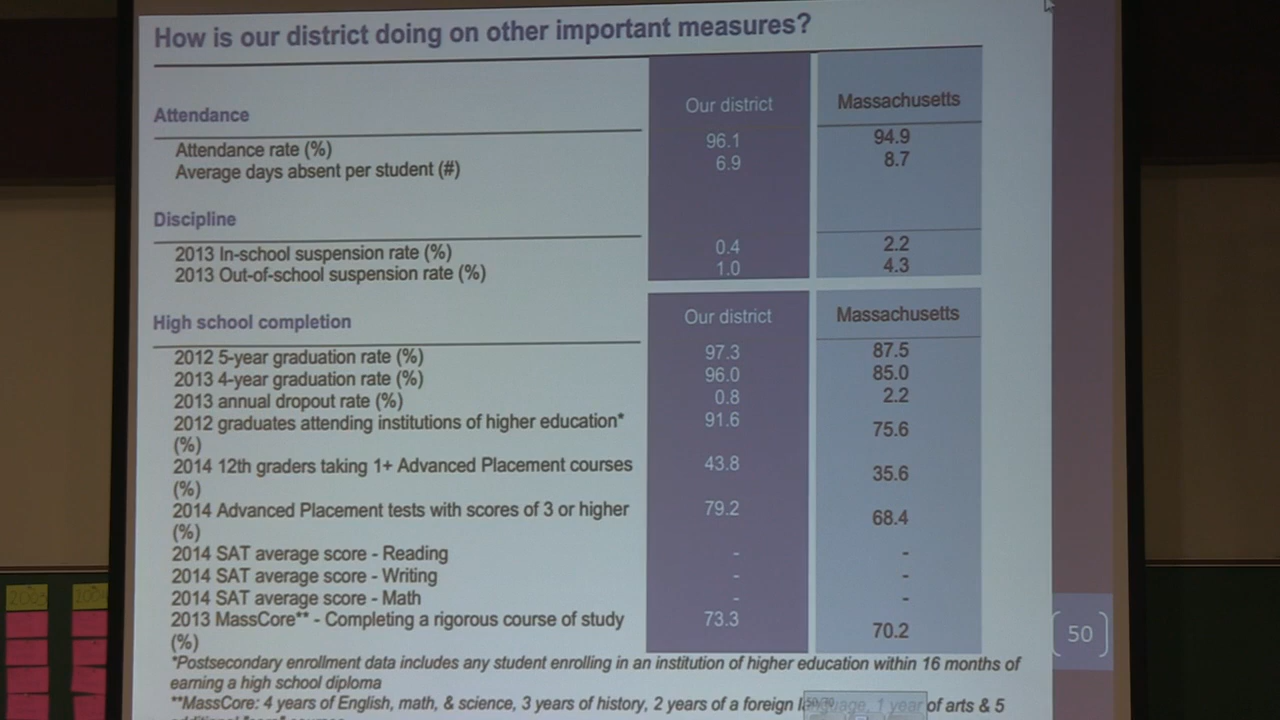 How is our district doing on other important measures?
Attendance Our district Massachusetts
Attendance rate (%) 96.1 94.9
Average days absent per student (#) 6.9 8.7
Discipline
2013 In-school suspension rate (%) 0.4 2.2
2013 Out-of-school suspension rate (%) 1.0 4.3
High school completion Our district Massachusetts
2012 5-year graduation rate (%) 97.3 87.5
2013 4-year graduation rate (%) 96.0 85.0
2013 annual dropout rate (%) 0.8 2.2
2012 graduates attending institutions of higher education* 91.6 75.6
(%)
2014 12th graders taking 1+ Advanced Placement courses 43.8 35.6
(%)
2014 Advanced Placement tests with scores of 3 or higher 79.2 68.4
(%)
2014 SAT average score - Reading - -
2014 SAT average score - Writing - -
2014 SAT average score - Math - -
2013 MassCore** - Completing a rigorous course of study 73.3 70.2
(%)
50
*Postsecondary enrollment data includes any student enrolling in an institution of higher education within 16 months of
earning a high school diploma
**MassCore: 4 years of English, math, & science, 3 years of history, 2 years of a foreign language, 1 year of arts & 5